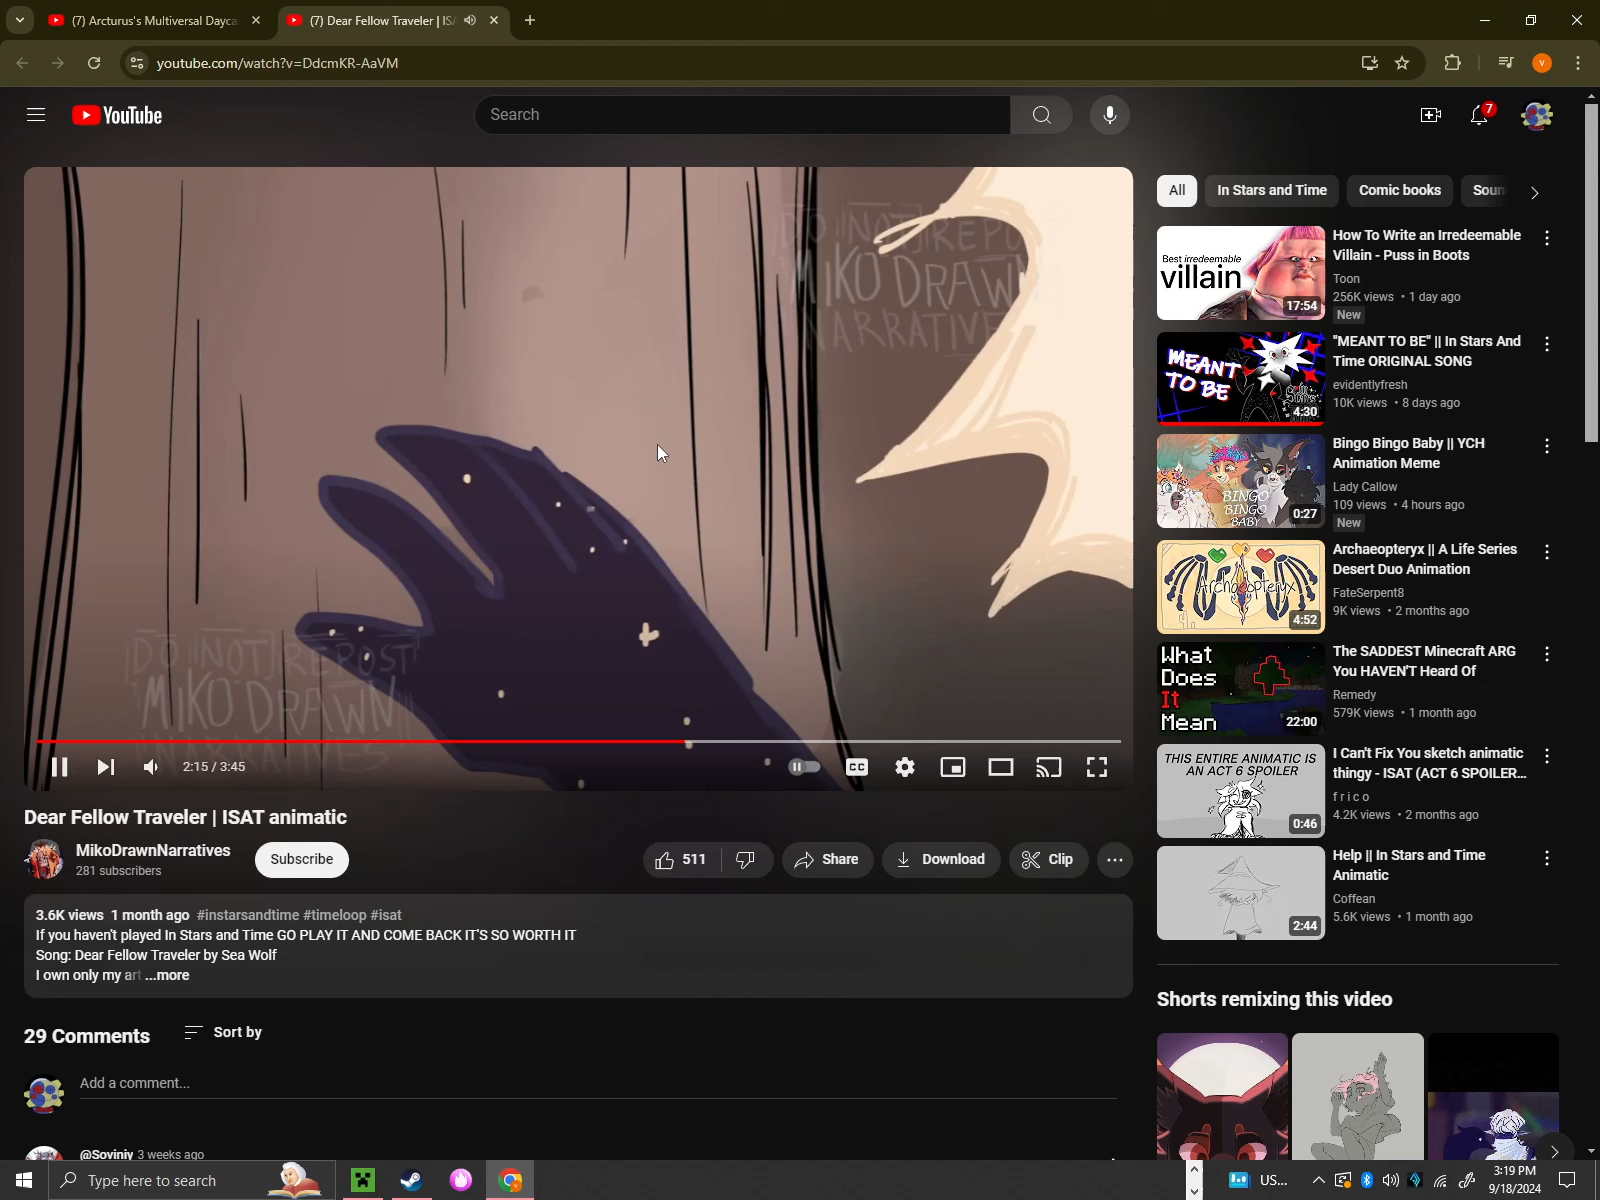 (7) Arcturus's Multiversal Dayca
(7) Dear Fellow Traveler | ISA
youtube.com/watch?v=DdcmKR-AaVM
V
YouTube
Search
7
DO NOT REPO
MIKO DRAWN
NARRATIVE
DO NOT REPOST
MIKO DRAWN
NARRATIVES
2:15 / 3:45
CC
Dear Fellow Traveler | ISAT animatic
MikoDrawnNarratives
281 subscribers
Subscribe
511
Share
Download
Clip
3.6K views 1 month ago #instarsandtime #timeloop #isat
If you haven't played In Stars and Time GO PLAY IT AND COME BACK IT'S SO WORTH IT
Song: Dear Fellow Traveler by Sea Wolf
I own only my art ...more
29 Comments
Sort by
Add a comment...
@Soviniy 3 weeks ago
All
In Stars and Time
Comic books
Soun
Best irredeemable
villain
17:54
How To Write an Irredeemable
Villain - Puss in Boots
Toon
256K views • 1 day ago
New
MEANT
TO BE
4:30
"MEANT TO BE" || In Stars And
Time ORIGINAL SONG
evidentlyfresh
10K views • 8 days ago
BINGO
BINGO
BABY
0:27
Bingo Bingo Baby || YCH
Animation Meme
Lady Callow
109 views • 4 hours ago
New
Archaeopteryx
4:52
Archaeopteryx || A Life Series
Desert Duo Animation
FateSerpent8
9K views • 2 months ago
What
Does
It
Mean
22:00
The SADDEST Minecraft ARG
You HAVEN'T Heard Of
Remedy
579K views • 1 month ago
THIS ENTIRE ANIMATIC IS
AN ACT 6 SPOILER
0:46
I Can't Fix You sketch animatic
thingy - ISAT (ACT 6 SPOILER...
f r i c o
4.2K views • 2 months ago
2:44
Help || In Stars and Time
Animatic
Coffean
5.6K views • 1 month ago
Shorts remixing this video
Type here to search
US...
3:19 PM
9/18/2024